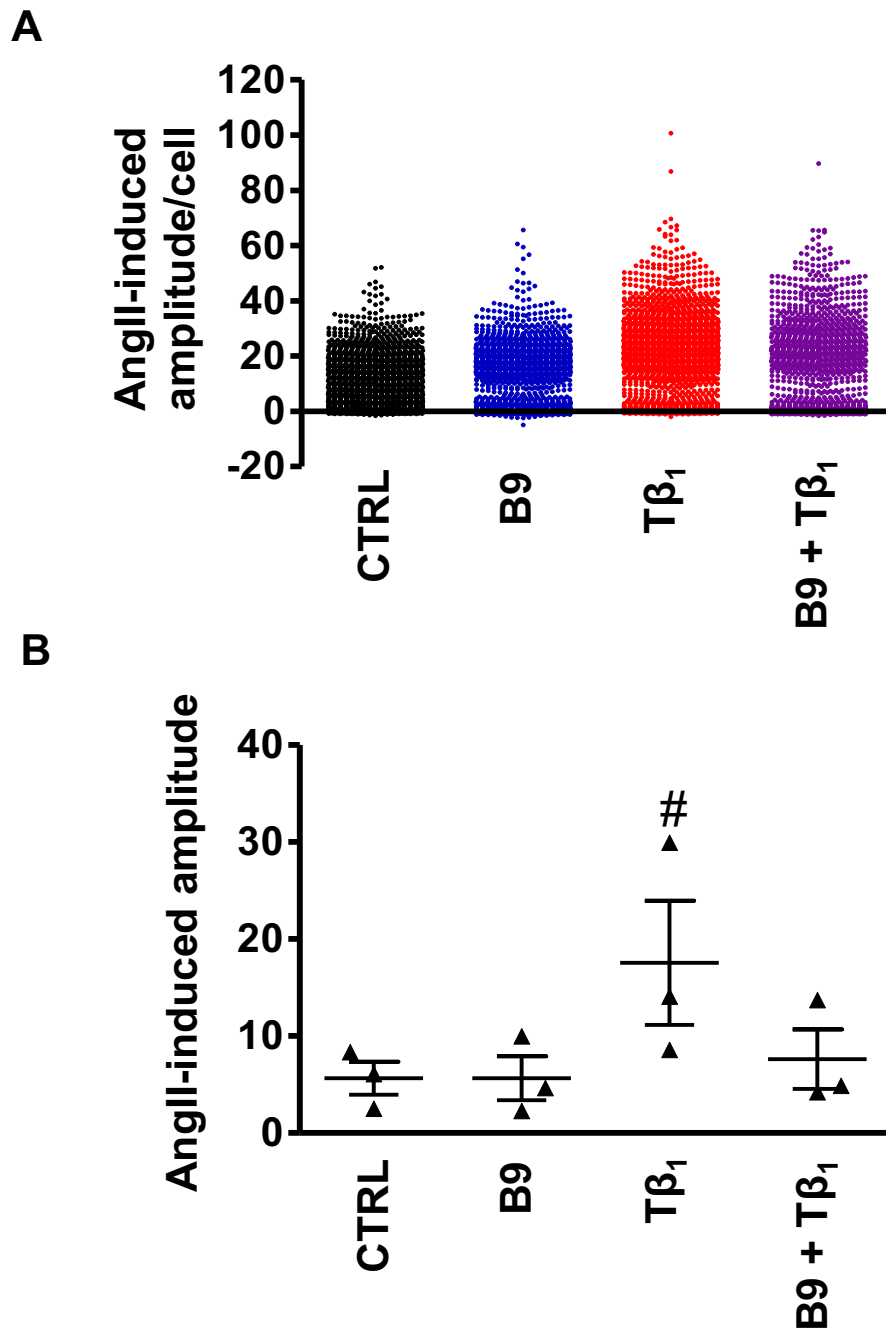 A
AngII-induced
amplitude/cell
120
100
80
60
40
20
0
-20
CTRL
B9
Tβ₁
B9 + Tβ₁
B
AngII-induced amplitude
40
30
20
10
0
#
CTRL
B9
Tβ₁
B9 + Tβ₁